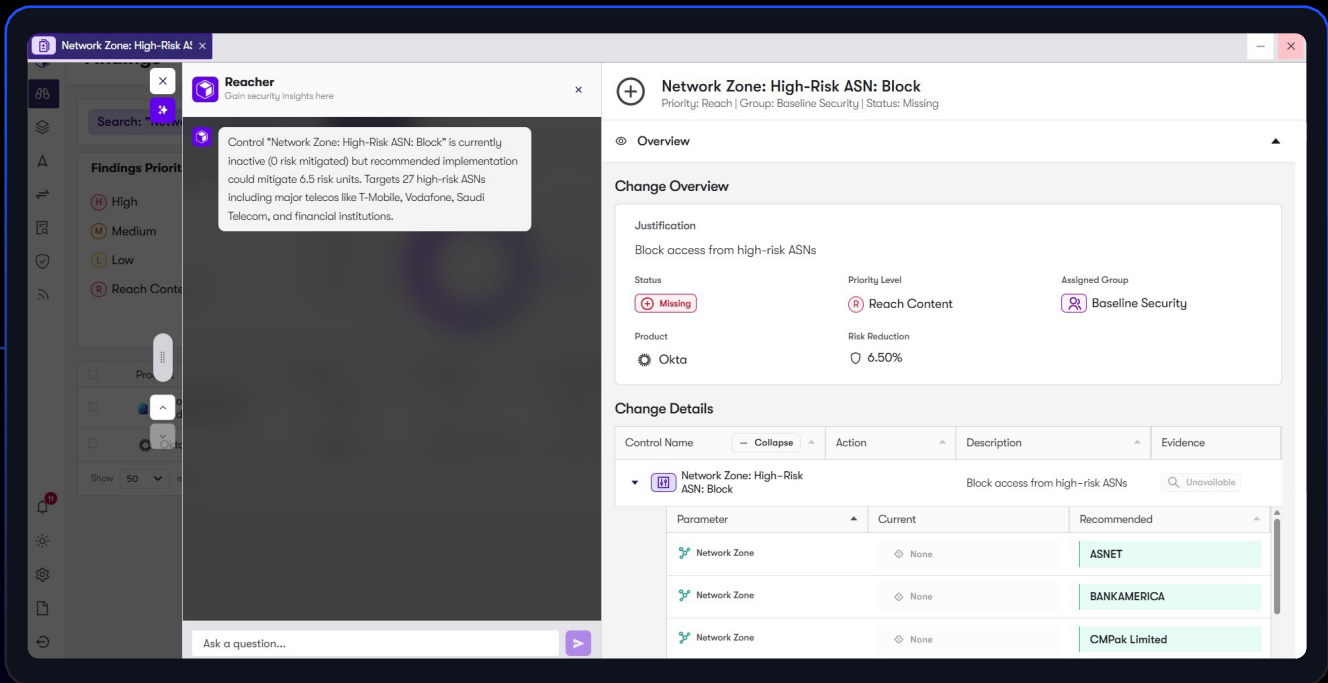 Network Zone: High-Risk AS
Findings
Search: "Netwo
Findings Priorit
H High
M Medium
L Low
R Reach Conte
Pro
Okta
Show 50
11
Reacher
Gain security insights here
Control "Network Zone: High-Risk ASN: Block" is currently
inactive (0 risk mitigated) but recommended implementation
could mitigate 6.5 risk units. Targets 27 high-risk ASNs
including major telecos like T-Mobile, Vodafone, Saudi
Telecom, and financial institutions.
Ask a question...
Network Zone: High-Risk ASN: Block
Priority: Reach | Group: Baseline Security | Status: Missing
Overview
Change Overview
Justification
Block access from high-risk ASNs
Status Priority Level Assigned Group
Missing R Reach Content Baseline Security
Product Risk Reduction
Okta 6.50%
Change Details
Control Name Collapse Action Description Evidence
Network Zone: High-Risk
ASN: Block
Block access from high-risk ASNs Unavailable
Parameter Current Recommended
Network Zone None ASNET
Network Zone None BANKAMERICA
Network Zone None CMPak Limited